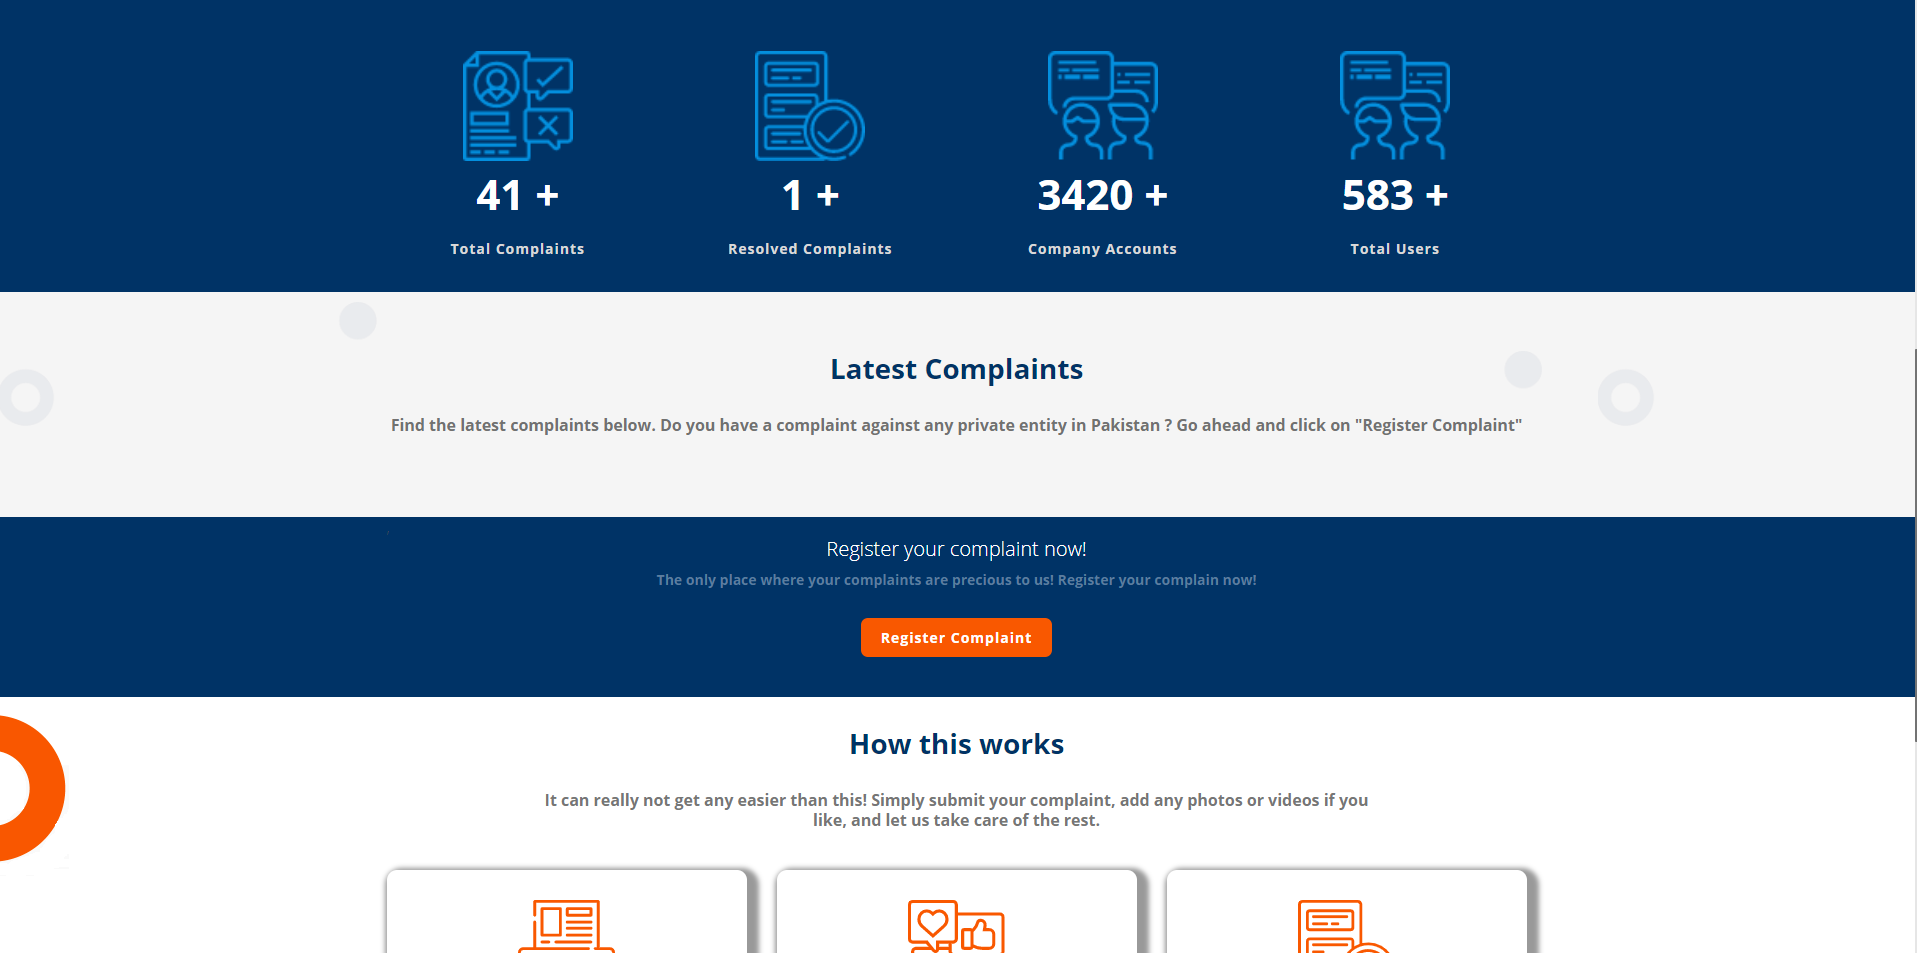 41 +
1 +
3420 +
583 +
Total Complaints
Resolved Complaints
Company Accounts
Total Users
Latest Complaints
Find the latest complaints below. Do you have a complaint against any private entity in Pakistan ? Go ahead and click on "Register Complaint"
Register your complaint now!
The only place where your complaints are precious to us! Register your complain now!
Register Complaint
How this works
It can really not get any easier than this! Simply submit your complaint, add any photos or videos if you
like, and let us take care of the rest.